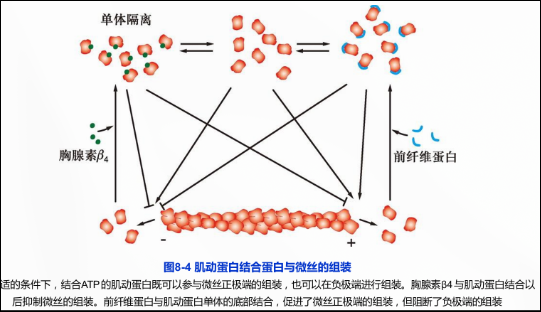 单体隔离
胸腺素β4
前纤维蛋白
- +
图8-4 肌动蛋白结合蛋白与微丝的组装
适的条件下，结合ATP的肌动蛋白既可以参与微丝正极端的组装，也可以在负极端进行组装。胸腺素β4与肌动蛋白结合以
后抑制微丝的组装。前纤维蛋白与肌动蛋白单体的底部结合，促进了微丝正极端的组装，但阻断了负极端的组装